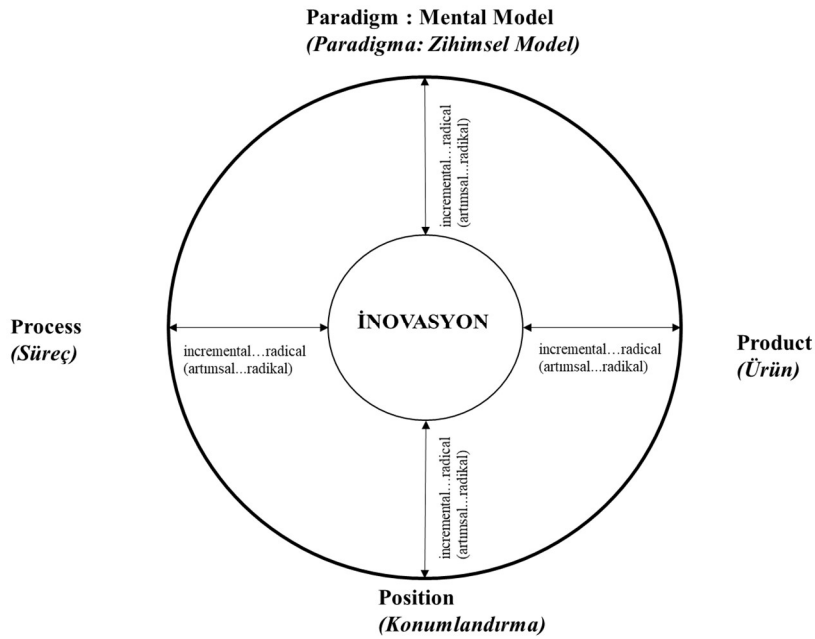 Paradigm : Mental Model
(Paradigma: Zihimsel Model)
incremental…radical
(artımsal...radikal)
İNOVASYON
Process
(Süreç)
incremental…radical
(artımsal...radikal)
incremental…radical
(artımsal...radikal)
Product
(Ürün)
incremental…radical
(artımsal...radikal)
Position
(Konumlandırma)